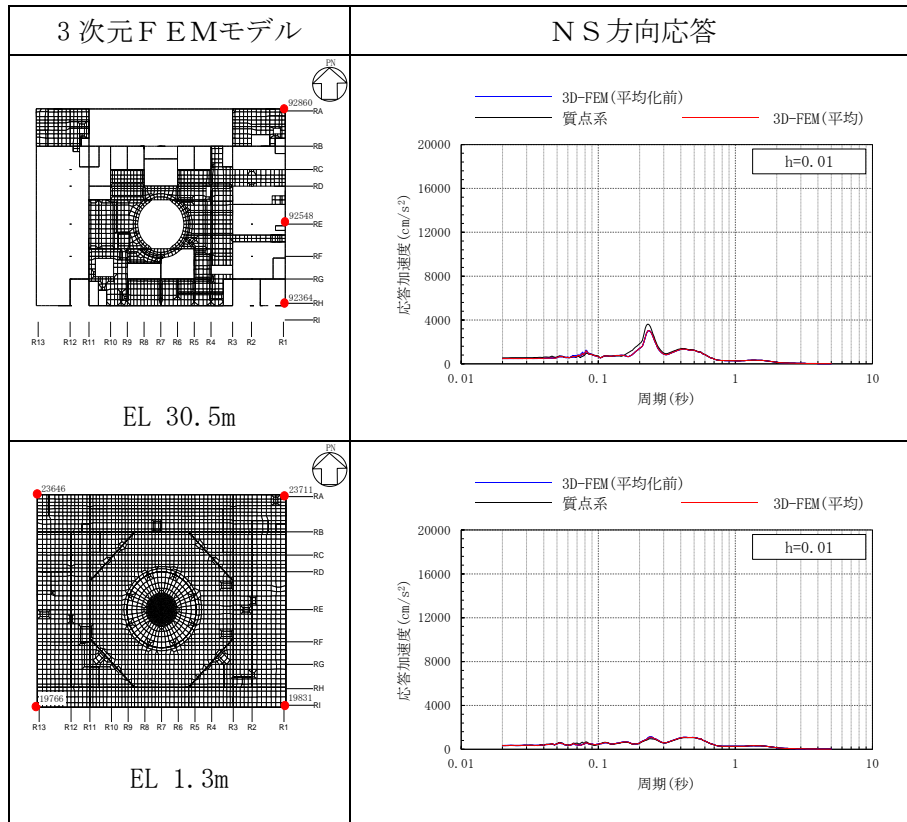 ３次元ＦＥＭモデル
ＮＳ方向応答
PN
92860
RA
RB
RC
RD
92548
RE
RF
RG
92364
RH
RI
R13 R12 R11 R10 R9 R8 R7 R6 R5 R4 R3 R2 R1
EL 30.5m
3D-FEM(平均化前)
質点系 3D-FEM(平均)
h=0.01
応答加速度(cm/s²)
20000
16000
12000
8000
4000
0
0.01 0.1 1 10
周期(秒)
PN
23646
23711
RA
RB
RC
RD
RE
RF
RG
RH
19766
19831
RI
R13 R12 R11 R10 R9 R8 R7 R6 R5 R4 R3 R2 R1
EL 1.3m
3D-FEM(平均化前)
質点系 3D-FEM(平均)
h=0.01
応答加速度(cm/s²)
20000
16000
12000
8000
4000
0
0.01 0.1 1 10
周期(秒)